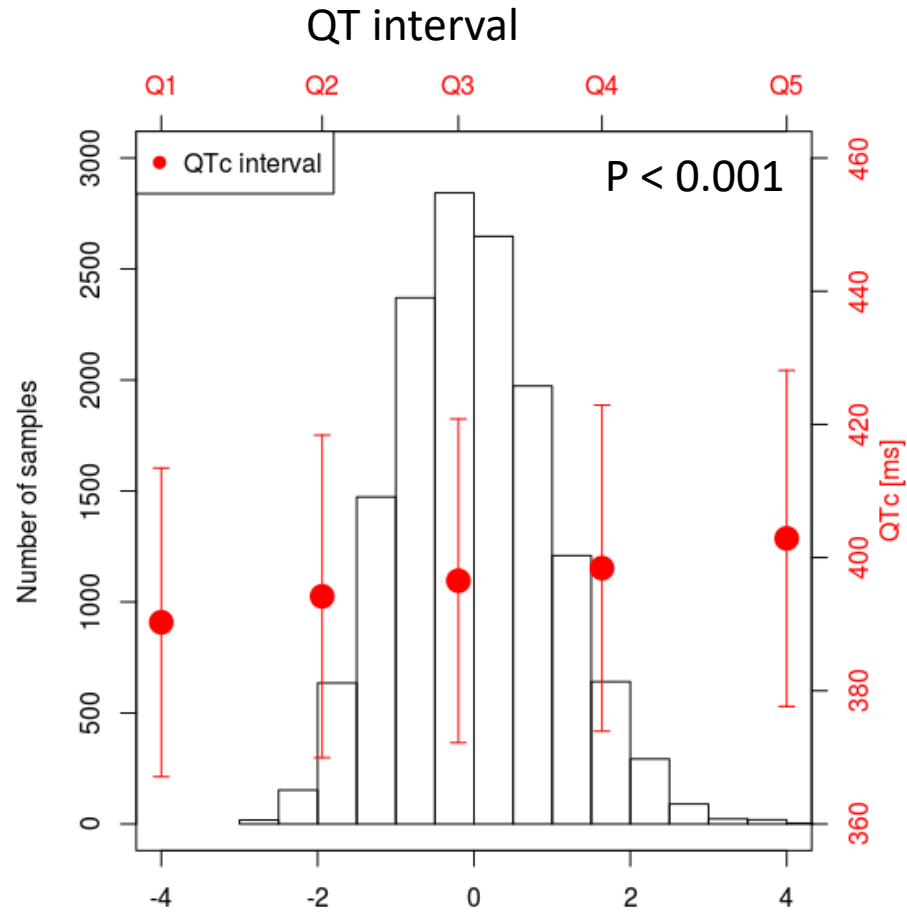 QT interval
Q1 Q2 Q3 Q4 Q5
QTc interval
P < 0.001
Number of samples
0 500 1000 1500 2000 2500 3000
360 380 400 420 440 460
QTc [ms]
-4 -2 0 2 4